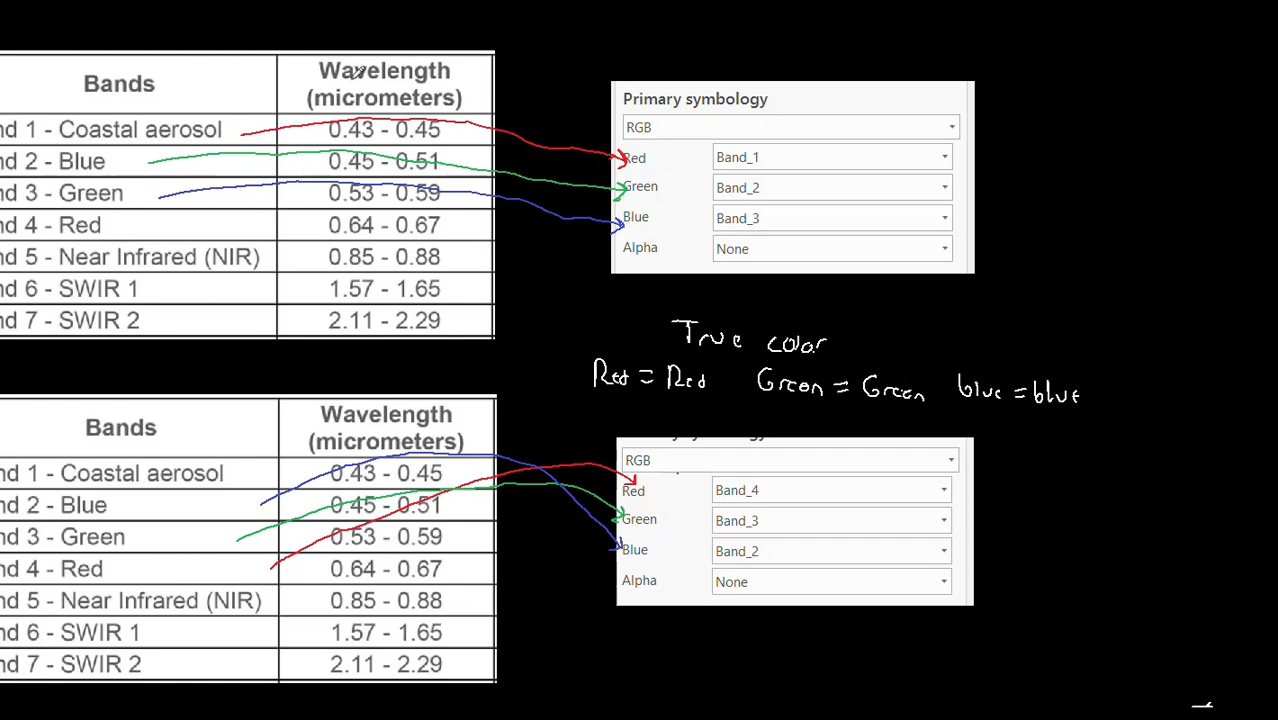 Bands Wavelength
(micrometers)
nd 1 - Coastal aerosol 0.43 - 0.45
nd 2 - Blue 0.45 - 0.51
nd 3 - Green 0.53 - 0.59
nd 4 - Red 0.64 - 0.67
nd 5 - Near Infrared (NIR) 0.85 - 0.88
nd 6 - SWIR 1 1.57 - 1.65
nd 7 - SWIR 2 2.11 - 2.29
Primary symbology
RGB
Red Band_1
Green Band_2
Blue Band_3
Alpha None
True color
Red = Red Green = Green blue = blue
Bands Wavelength
(micrometers)
nd 1 - Coastal aerosol 0.43 - 0.45
nd 2 - Blue 0.45 - 0.51
nd 3 - Green 0.53 - 0.59
nd 4 - Red 0.64 - 0.67
nd 5 - Near Infrared (NIR) 0.85 - 0.88
nd 6 - SWIR 1 1.57 - 1.65
nd 7 - SWIR 2 2.11 - 2.29
RGB
Red Band_4
Green Band_3
Blue Band_2
Alpha None